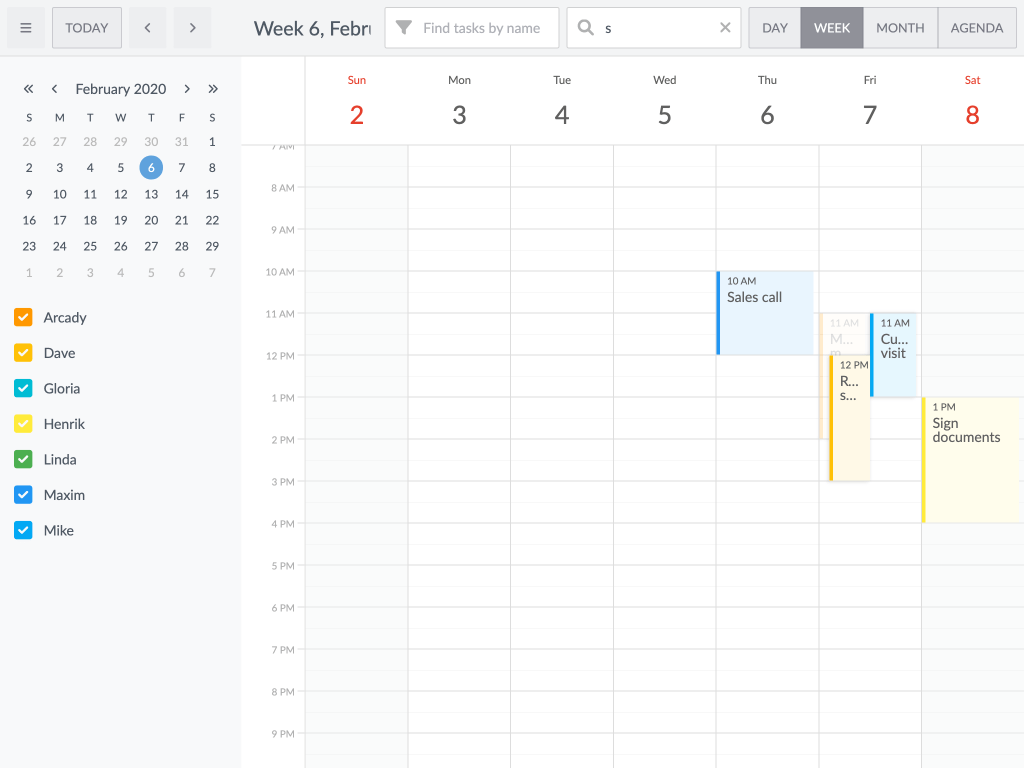 TODAY
Week 6, Febr
Find tasks by name
s
DAY
WEEK
MONTH
AGENDA
February 2020
S M T W T F S
26 27 28 29 30 31 1
2 3 4 5 6 7 8
9 10 11 12 13 14 15
16 17 18 19 20 21 22
23 24 25 26 27 28 29
1 2 3 4 5 6 7
Arcady
Dave
Gloria
Henrik
Linda
Maxim
Mike
Sun Mon Tue Wed Thu Fri Sat
2 3 4 5 6 7 8
7 AM
8 AM
9 AM
10 AM
11 AM
12 PM
1 PM
2 PM
3 PM
4 PM
5 PM
6 PM
7 PM
8 PM
9 PM
10 AM
Sales call
11 AM
M...
11 AM
Cu...
visit
12 PM
R...
s...
1 PM
Sign
documents